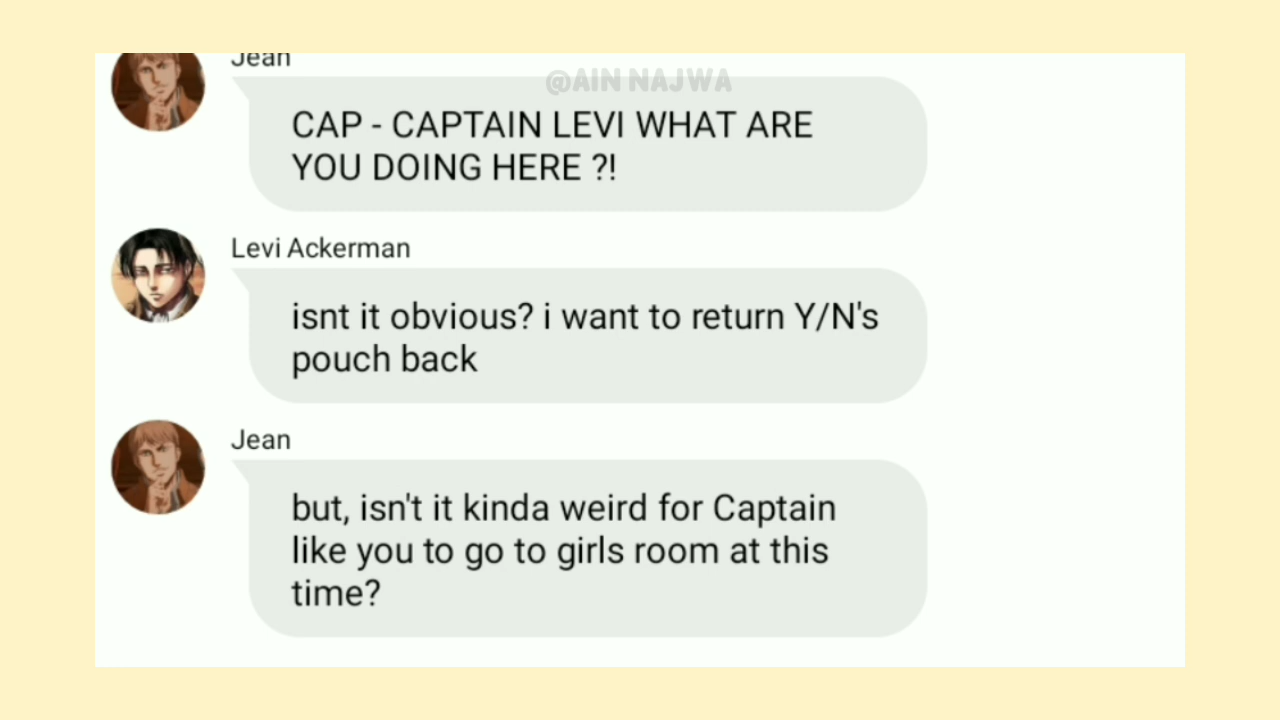 Jean
@AIN NAJWA
CAP - CAPTAIN LEVI WHAT ARE
YOU DOING HERE ?!
Levi Ackerman
isnt it obvious? i want to return Y/N's
pouch back
Jean
but, isn't it kinda weird for Captain
like you to go to girls room at this
time?